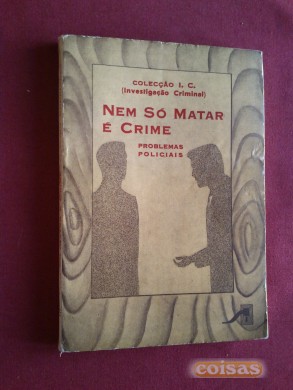 COLECÇÃO I. C.
(Investigação Criminal)
NEM SÓ MATAR
É CRIME
PROBLEMAS
POLICIAIS
coisas